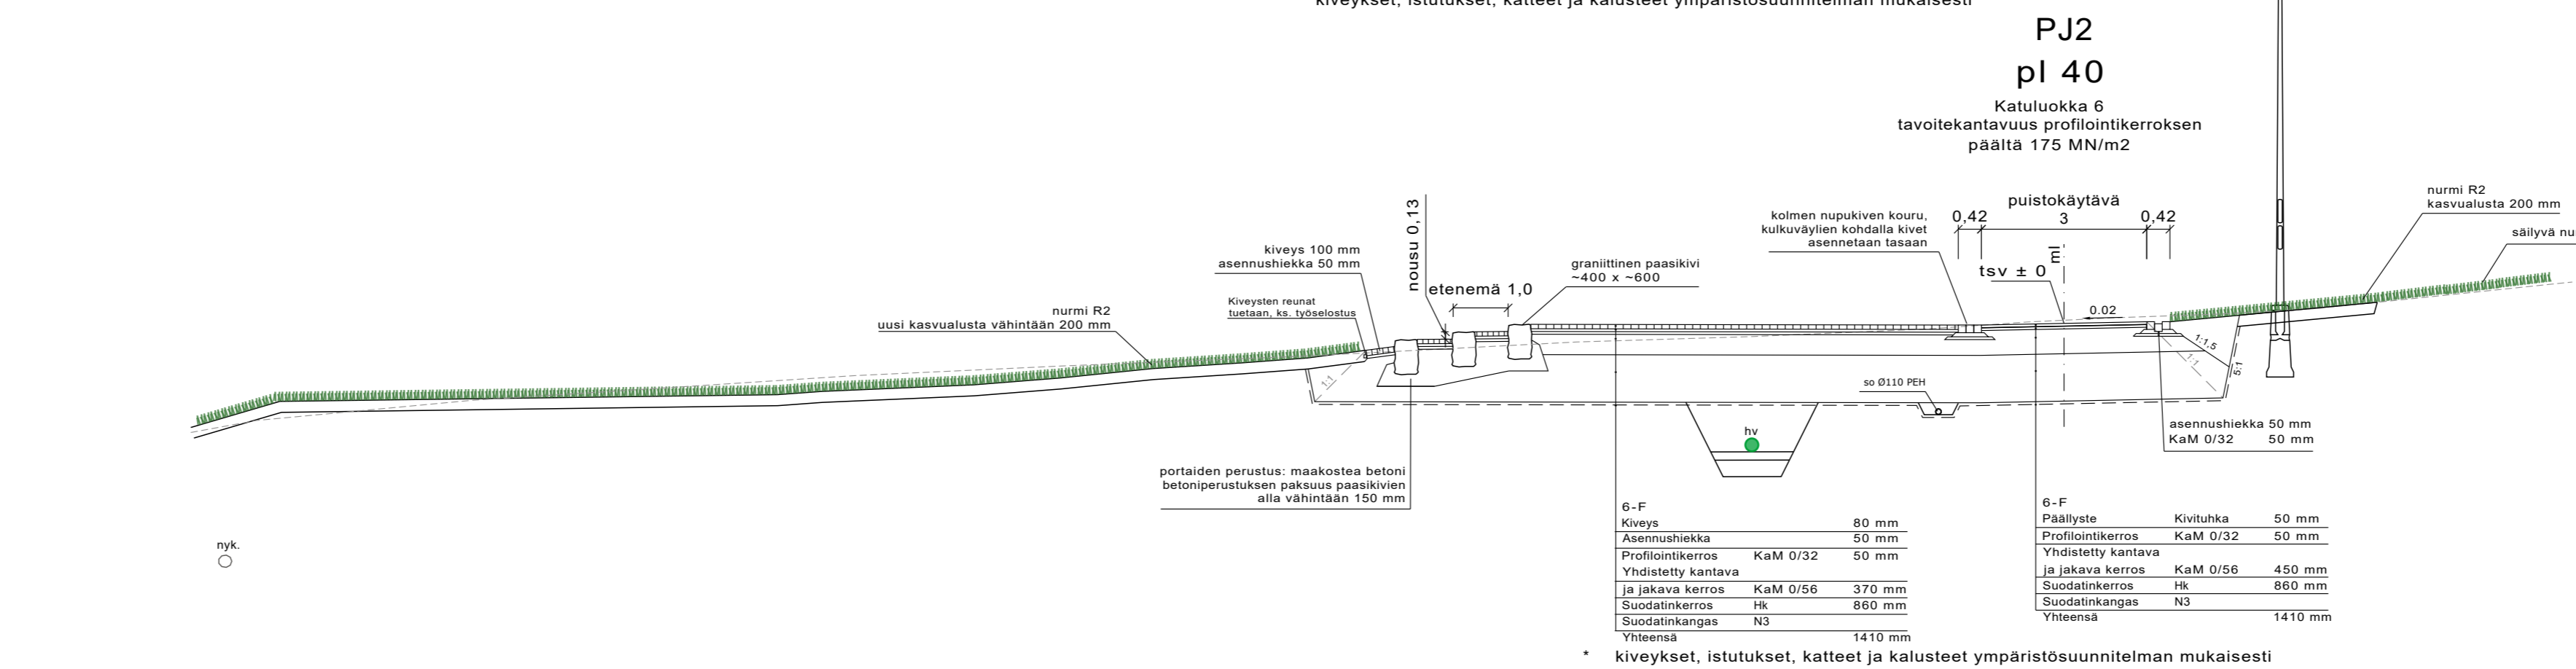 kiveykset, istutukset, katteet ja kalusteet ympäristösuunnitelman mukaisesti
PJ2
pl 40
Katuluokka 6
tavoitekantavuus profilointikerroksen
päältä 175 MN/m2
nurmi R2
kasvualusta 200 mm
säilyvä nu
puistokäytävä
0,42
3
0,42
kolmen nupukiven kouru,
kulkuväylien kohdalla kivet
asennetaan tasaan
ml
tsv ± 0
0.02
nousu 0,13
kiveys 100 mm
asennushiekka 50 mm
graniittinen paasikivi
~400 x ~600
etenemä 1,0
Kiveysten reunat
tuetaan, ks. työselostus
nurmi R2
uusi kasvualusta vähintään 200 mm
1:1
1:1,5
1:1
5:1
so Ø110 PEH
hv
asennushiekka 50 mm
KaM 0/32 50 mm
portaiden perustus: maakostea betoni
betoniperustuksen paksuus paasikivien
alla vähintään 150 mm
nyk.
6-F
Kiveys 80 mm
Asennushiekka 50 mm
Profilointikerros KaM 0/32 50 mm
Yhdistetty kantava
ja jakava kerros KaM 0/56 370 mm
Suodatinkerros Hk 860 mm
Suodatinkangas N3
Yhteensä 1410 mm
6-F
Päällyste Kivituhka 50 mm
Profilointikerros KaM 0/32 50 mm
Yhdistetty kantava
ja jakava kerros KaM 0/56 450 mm
Suodatinkerros Hk 860 mm
Suodatinkangas N3
Yhteensä 1410 mm
* kiveykset, istutukset, katteet ja kalusteet ympäristösuunnitelman mukaisesti